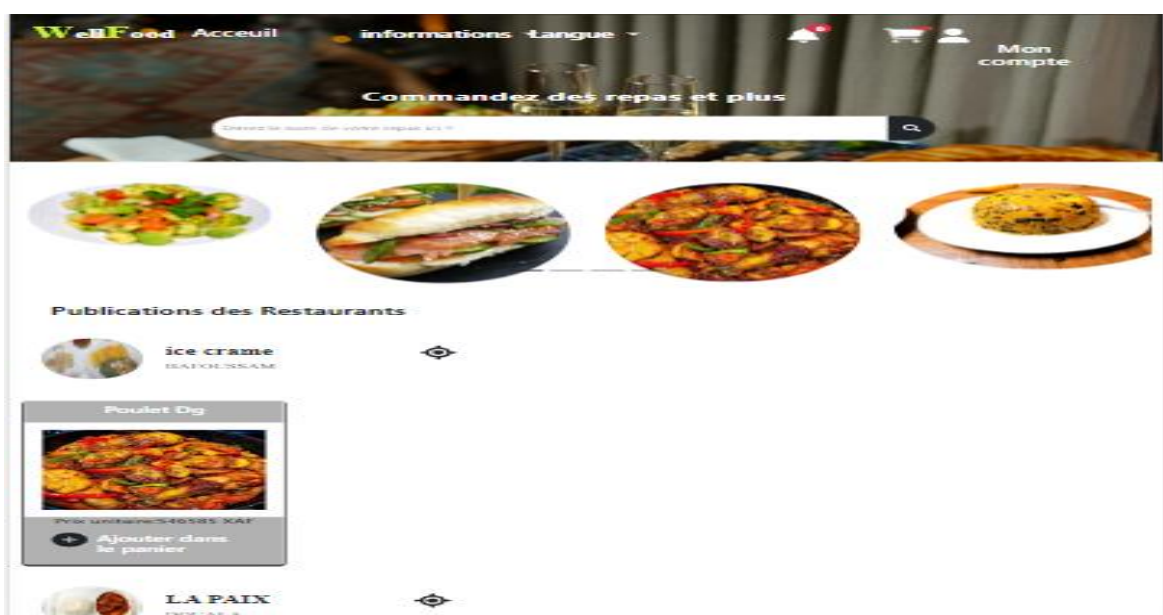 WellFood Acceuil informations Langue
Mon
compte
Commandez des repas et plus
Publications des Restaurants
ice crame
BAFOUSSAM
Poulet Dg
Prix unitaire:546585 XAF
Ajouter dans
le panier
LA PAIX
DOUALA